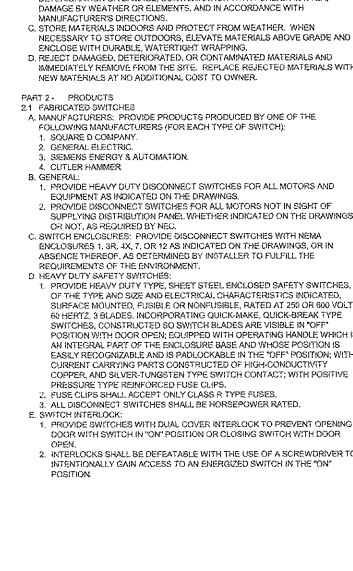 DAMAGE BY WEATHER OR ELEMENTS, AND IN ACCORDANCE WITH
MANUFACTURER'S DIRECTIONS.
C. STORE MATERIALS INDOORS AND PROTECT FROM WEATHER. WHEN
NECESSARY TO STORE OUTDOORS, ELEVATE MATERIALS ABOVE GRADE AND
ENCLOSE WITH DURABLE, WATERTIGHT WRAPPING.
D. REJECT DAMAGED, DETERIORATED, OR CONTAMINATED MATERIALS AND
IMMEDIATELY REMOVE FROM THE SITE. REPLACE REJECTED MATERIALS WITH
NEW MATERIALS AT NO ADDITIONAL COST TO OWNER.
PART 2 - PRODUCTS
2.1 FABRICATED SWITCHES
A. MANUFACTURERS: PROVIDE PRODUCTS PRODUCED BY ONE OF THE
FOLLOWING MANUFACTURERS (FOR EACH TYPE OF SWITCH):
1. SQUARE D COMPANY.
2. GENERAL ELECTRIC.
3. SIEMENS ENERGY & AUTOMATION.
4. CUTLER HAMMER
B. GENERAL:
1. PROVIDE HEAVY DUTY DISCONNECT SWITCHES FOR ALL MOTORS AND
EQUIPMENT AS INDICATED ON THE DRAWINGS.
2. PROVIDE DISCONNECT SWITCHES FOR ALL MOTORS NOT IN SIGHT OF
SUPPLYING DISTRIBUTION PANEL WHETHER INDICATED ON THE DRAWINGS
OR NOT, AS REQUIRED BY NEC.
C. SWITCH ENCLOSURES: PROVIDE DISCONNECT SWITCHES WITH NEMA
ENCLOSURES 1, 3R, 4X, 7, OR 12 AS INDICATED ON THE DRAWINGS, OR IN
ABSENCE THEREOF, AS DETERMINED BY INSTALLER TO FULFILL THE
REQUIREMENTS OF THE ENVIRONMENT.
D. HEAVY DUTY SAFETY SWITCHES:
1. PROVIDE HEAVY DUTY TYPE, SHEET STEEL ENCLOSED SAFETY SWITCHES,
OF THE TYPE AND SIZE AND ELECTRICAL CHARACTERISTICS INDICATED,
SURFACE MOUNTED, FUSIBLE OR NONFUSIBLE, RATED AT 250 OR 600 VOLT
60 HERTZ, 3 BLADES, INCORPORATING QUICK-MAKE, QUICK-BREAK TYPE
SWITCHES, CONSTRUCTED SO SWITCH BLADES ARE VISIBLE IN "OFF"
POSITION WITH DOOR OPEN; EQUIPPED WITH OPERATING HANDLE WHICH I
AN INTEGRAL PART OF THE ENCLOSURE BASE AND WHOSE POSITION IS
EASILY RECOGNIZABLE AND IS PADLOCKABLE IN THE "OFF" POSITION; WITH
CURRENT CARRYING PARTS CONSTRUCTED OF HIGH-CONDUCTIVITY
COPPER, AND SILVER-TUNGSTEN TYPE SWITCH CONTACT; WITH POSITIVE
PRESSURE TYPE REINFORCED FUSE CLIPS.
2. FUSE CLIPS SHALL ACCEPT ONLY CLASS R TYPE FUSES.
3. ALL DISCONNECT SWITCHES SHALL BE HORSEPOWER RATED.
E. SWITCH INTERLOCK:
1. PROVIDE SWITCHES WITH DUAL COVER INTERLOCK TO PREVENT OPENING
DOOR WITH SWITCH IN "ON" POSITION OR CLOSING SWITCH WITH DOOR
OPEN.
2. INTERLOCKS SHALL BE DEFEATABLE WITH THE USE OF A SCREWDRIVER TO
INTENTIONALLY GAIN ACCESS TO AN ENERGIZED SWITCH IN THE "ON"
POSITION.